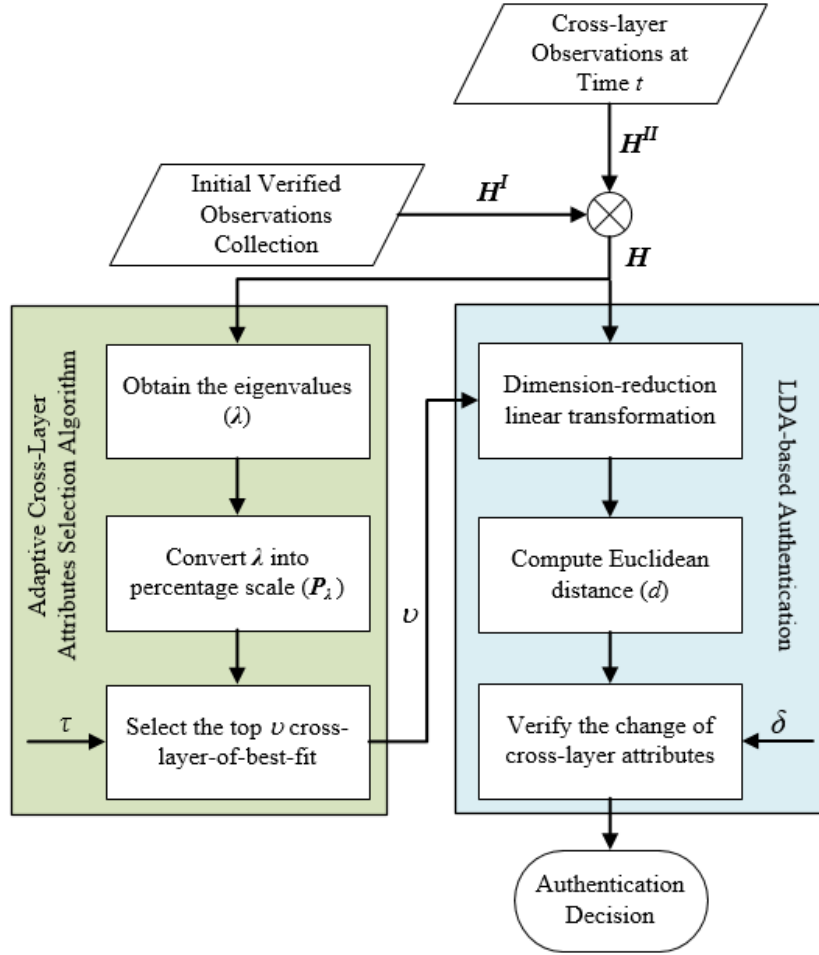 Cross-layer
Observations at
Time t
H^II
Initial Verified
Observations
Collection
H^I
H
Adaptive Cross-Layer
Attributes Selection Algorithm
Obtain the eigenvalues
(λ)
Convert λ into
percentage scale (P_λ)
τ
Select the top υ cross-
layer-of-best-fit
υ
LDA-based Authentication
Dimension-reduction
linear transformation
Compute Euclidean
distance (d)
Verify the change of
cross-layer attributes
δ
Authentication
Decision